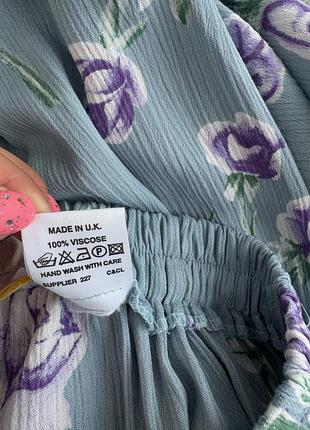 MADE IN U.K.
100% VISCOSE
HAND WASH WITH CARE
SUPPLIER 227 C&CL